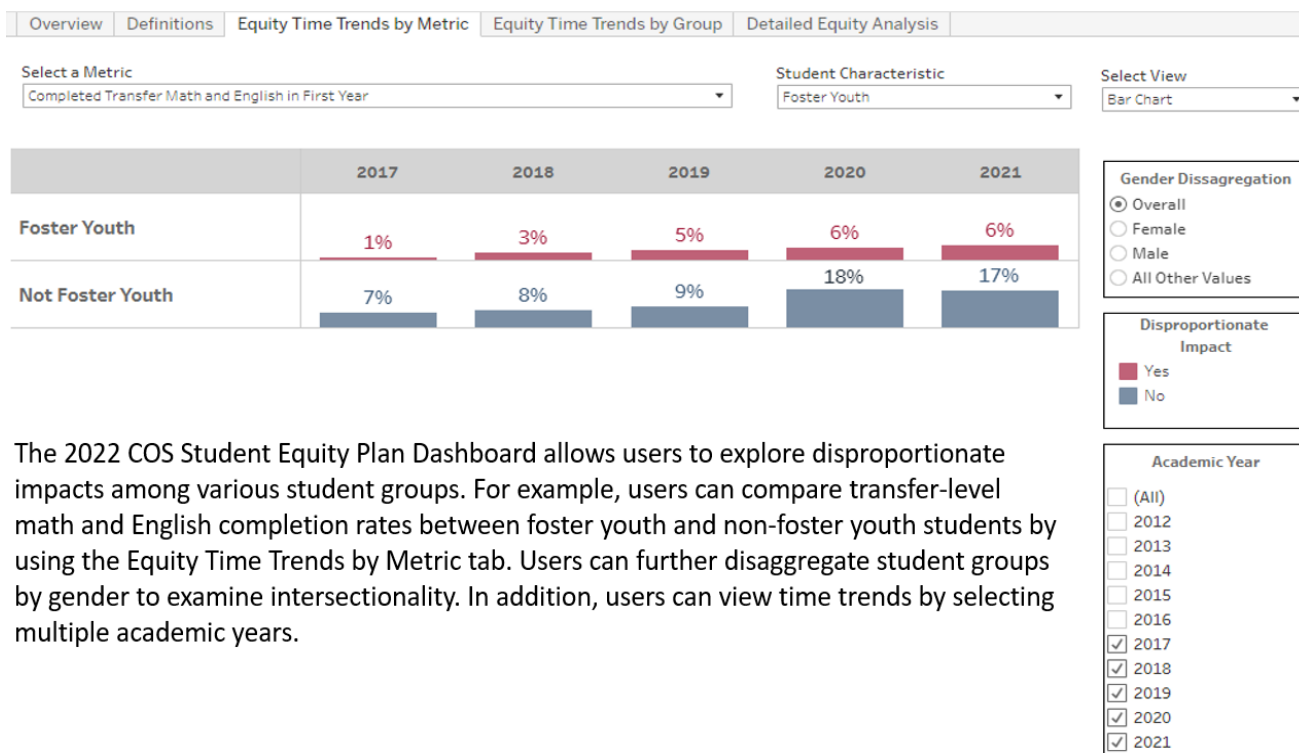 Overview Definitions Equity Time Trends by Metric Equity Time Trends by Group Detailed Equity Analysis
Select a Metric
Completed Transfer Math and English in First Year
Student Characteristic
Foster Youth
Select View
Bar Chart
2017 2018 2019 2020 2021
Foster Youth 1% 3% 5% 6% 6%
Not Foster Youth 7% 8% 9% 18% 17%
Gender Dissagregation
Overall
Female
Male
All Other Values
Disproportionate
Impact
Yes
No
Academic Year
(All)
2012
2013
2014
2015
2016
2017
2018
2019
2020
2021
The 2022 COS Student Equity Plan Dashboard allows users to explore disproportionate
impacts among various student groups. For example, users can compare transfer-level
math and English completion rates between foster youth and non-foster youth students by
using the Equity Time Trends by Metric tab. Users can further disaggregate student groups
by gender to examine intersectionality. In addition, users can view time trends by selecting
multiple academic years.